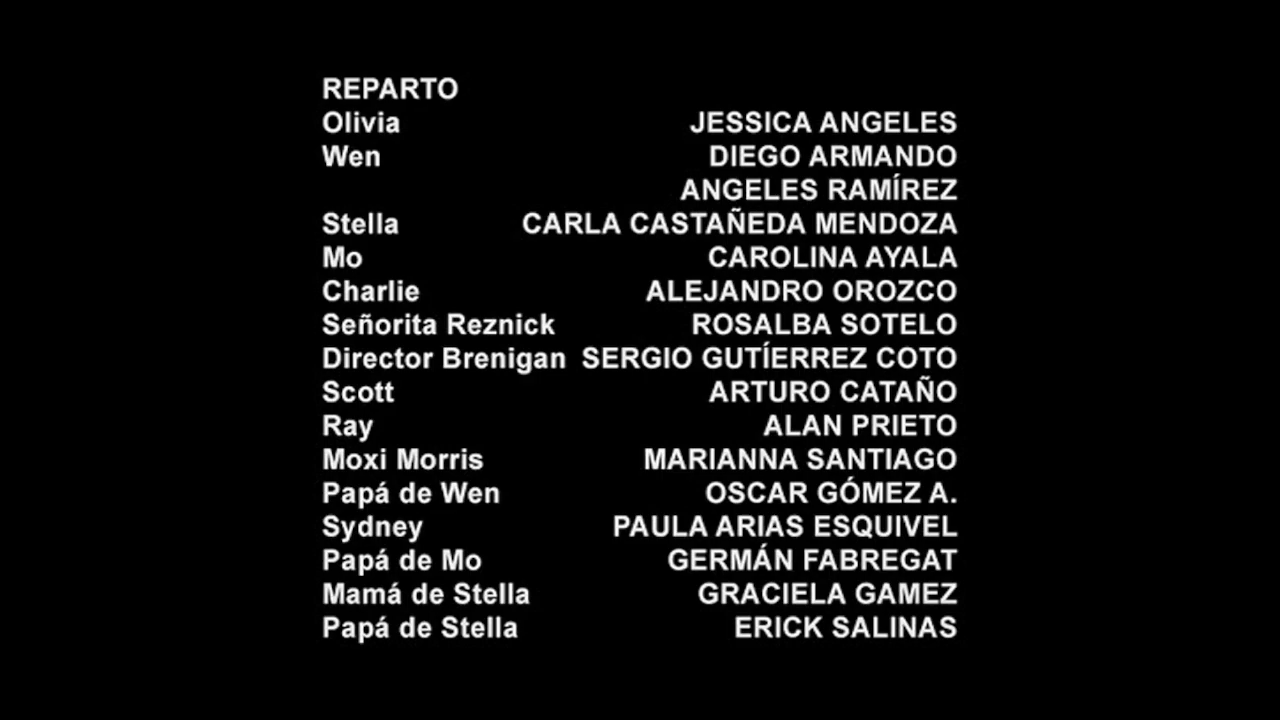 REPARTO
Olivia JESSICA ANGELES
Wen DIEGO ARMANDO
ANGELES RAMÍREZ
Stella CARLA CASTAÑEDA MENDOZA
Mo CAROLINA AYALA
Charlie ALEJANDRO OROZCO
Señorita Reznick ROSALBA SOTELO
Director Brenigan SERGIO GUTÍERREZ COTO
Scott ARTURO CATAÑO
Ray ALAN PRIETO
Moxi Morris MARIANNA SANTIAGO
Papá de Wen OSCAR GÓMEZ A.
Sydney PAULA ARIAS ESQUIVEL
Papá de Mo GERMÁN FABREGAT
Mamá de Stella GRACIELA GAMEZ
Papá de Stella ERICK SALINAS